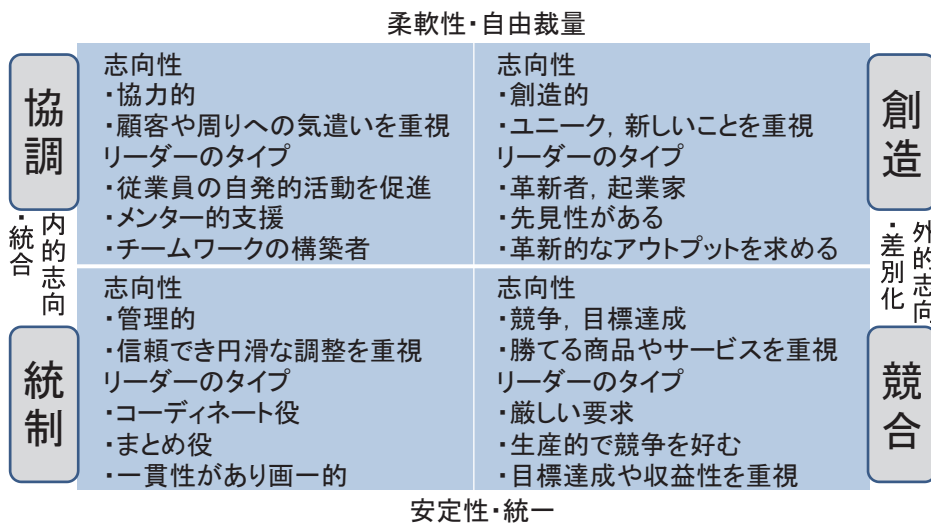 柔軟性・自由裁量
協調
志向性
・協力的
・顧客や周りへの気遣いを重視
リーダーのタイプ
・従業員の自発的活動を促進
・メンター的支援
・チームワークの構築者
志向性
・創造的
・ユニーク，新しいことを重視
リーダーのタイプ
・革新者，起業家
・先見性がある
・革新的なアウトプットを求める
創造
内的志向
・統合
外的志向
・差別化
統制
志向性
・管理的
・信頼でき円滑な調整を重視
リーダーのタイプ
・コーディネート役
・まとめ役
・一貫性があり画一的
志向性
・競争，目標達成
・勝てる商品やサービスを重視
リーダーのタイプ
・厳しい要求
・生産的で競争を好む
・目標達成や収益性を重視
競合
安定性・統一